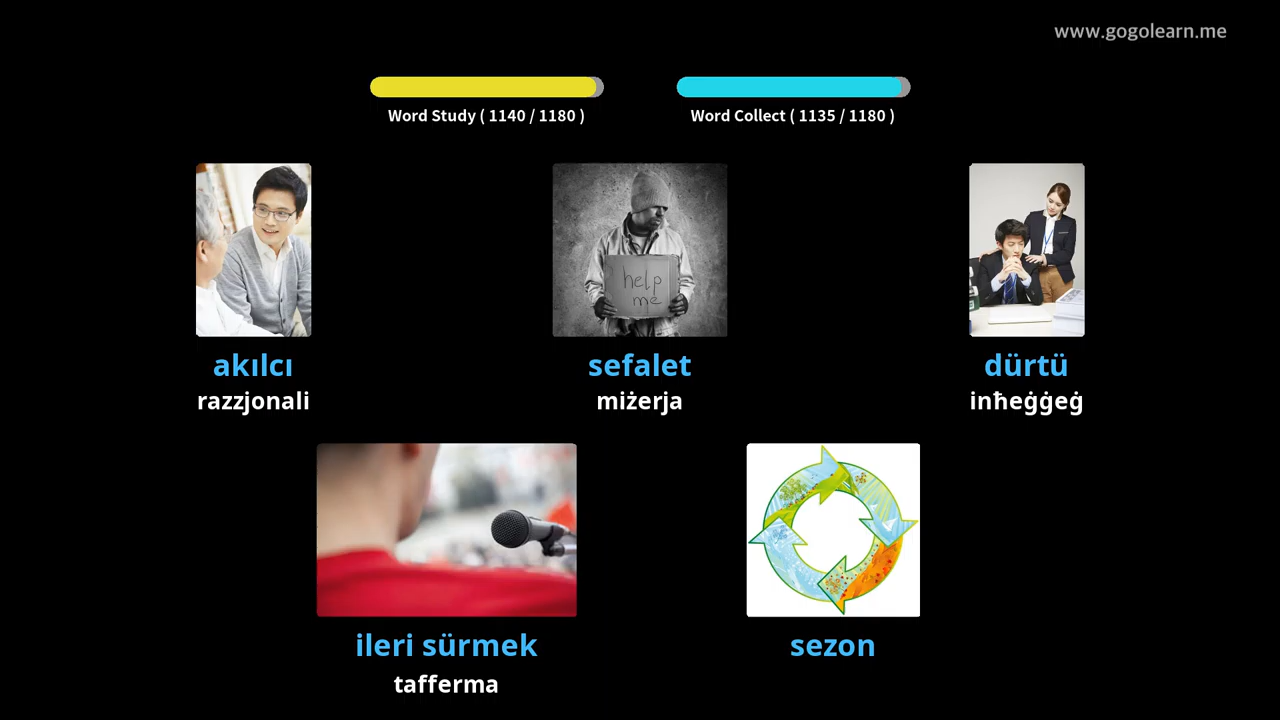 www.gogolearn.me
Word Study ( 1140 / 1180 )
Word Collect ( 1135 / 1180 )
help
me
akılcı
razzjonali
sefalet
miżerja
dürtü
inħeġġeġ
ileri sürmek
tafferma
sezon